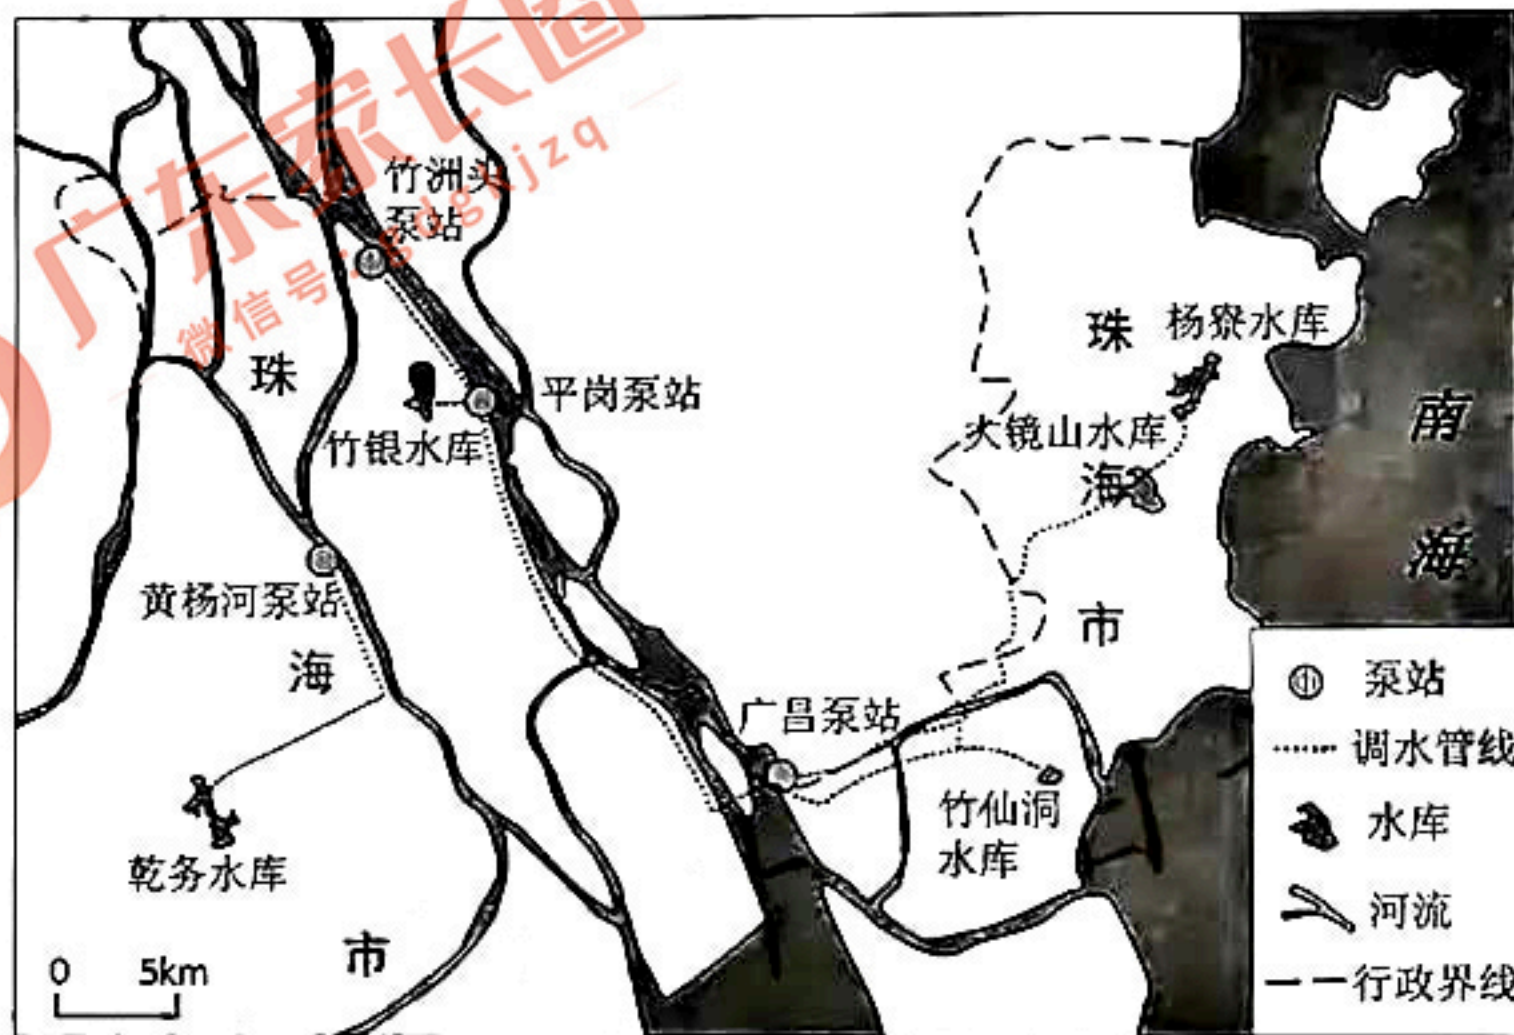 广东家长圈
微信号:gdgkjzq
竹洲头
泵站
珠
平岗泵站
竹银水库
黄杨河泵站
海
乾务水库
市
0 5km
珠
杨寮水库
大镜山水库
海
市
广昌泵站
竹仙洞
水库
南
海
泵站
调水管线
水库
河流
行政界线